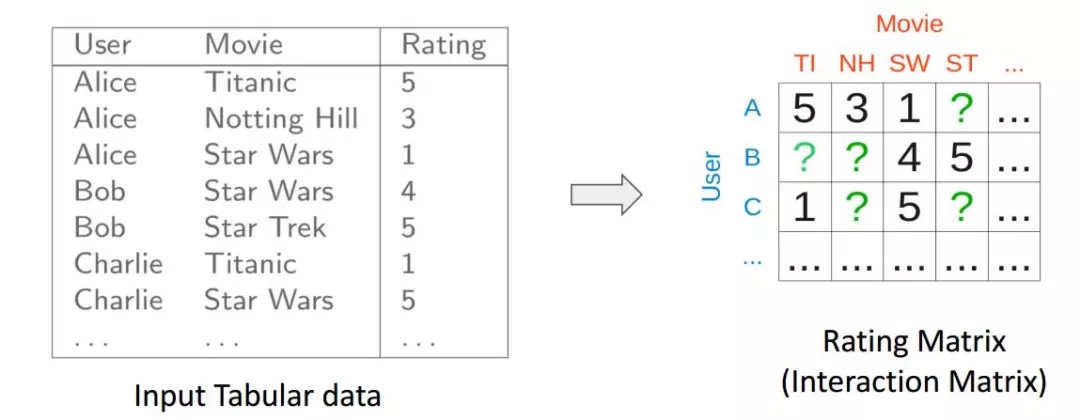 User Movie Rating
Alice Titanic 5
Alice Notting Hill 3
Alice Star Wars 1
Bob Star Wars 4
Bob Star Trek 5
Charlie Titanic 1
Charlie Star Wars 5
... ... ...
Input Tabular data
Movie
TI NH SW ST ...
User
A 5 3 1 ? ...
B ? ? 4 5 ...
C 1 ? 5 ? ...
... ... ... ... ... ...
Rating Matrix
(Interaction Matrix)